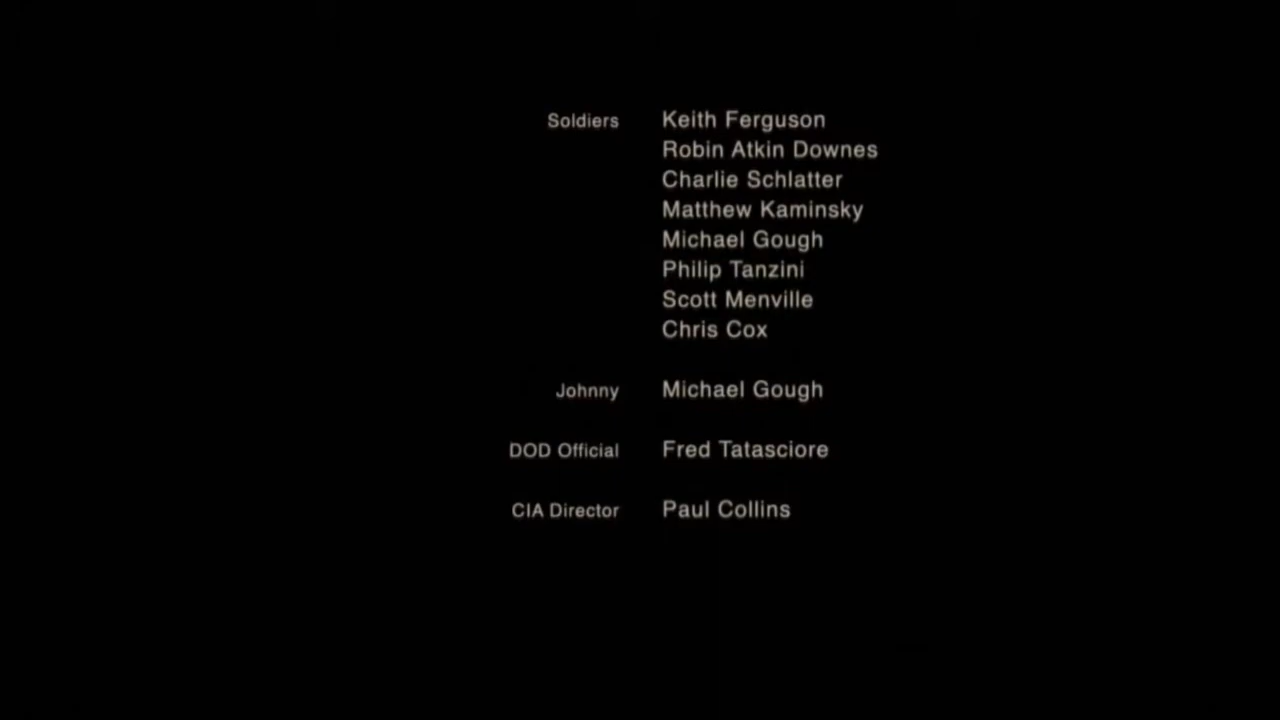 Soldiers Keith Ferguson
Robin Atkin Downes
Charlie Schlatter
Matthew Kaminsky
Michael Gough
Philip Tanzini
Scott Menville
Chris Cox
Johnny Michael Gough
DOD Official Fred Tatasciore
CIA Director Paul Collins